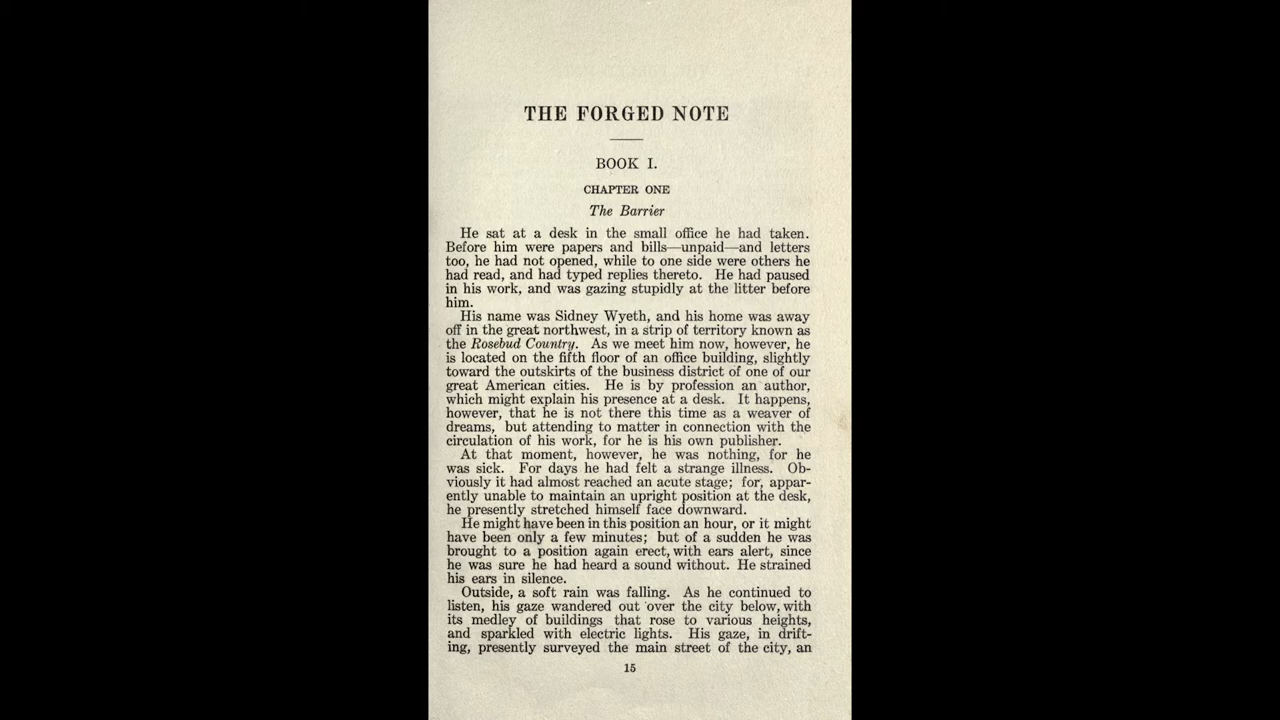 THE FORGED NOTE
BOOK I.
CHAPTER ONE
The Barrier
He sat at a desk in the small office he had taken.
Before him were papers and bills—unpaid—and letters
too, he had not opened, while to one side were others he
had read, and had typed replies thereto. He had paused
in his work, and was gazing stupidly at the litter before
him.
His name was Sidney Wyeth, and his home was away
off in the great northwest, in a strip of territory known as
the Rosebud Country. As we meet him now, however, he
is located on the fifth floor of an office building, slightly
toward the outskirts of the business district of one of our
great American cities. He is by profession an author,
which might explain his presence at a desk. It happens,
however, that he is not there this time as a weaver of
dreams, but attending to matter in connection with the
circulation of his work, for he is his own publisher.
At that moment, however, he was nothing, for he
was sick. For days he had felt a strange illness. Ob-
viously it had almost reached an acute stage; for, appar-
ently unable to maintain an upright position at the desk,
he presently stretched himself face downward.
He might have been in this position an hour, or it might
have been only a few minutes; but of a sudden he was
brought to a position again erect, with ears alert, since
he was sure he had heard a sound without. He strained
his ears in silence.
Outside, a soft rain was falling. As he continued to
listen, his gaze wandered out over the city below, with
its medley of buildings that rose to various heights,
and sparkled with electric lights. His gaze, in drift-
ing, presently surveyed the main street of the city, an
15